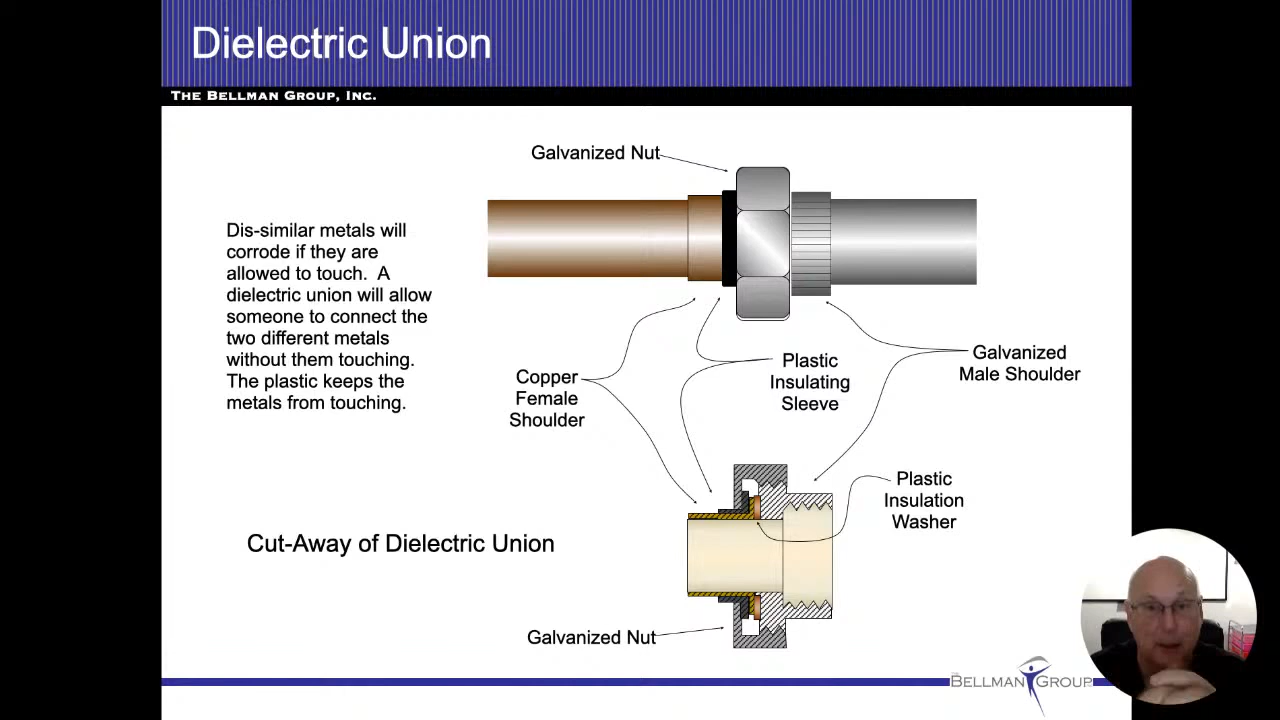 Dielectric Union
THE BELLMAN GROUP, INC.
Galvanized Nut
Dis-similar metals will
corrode if they are
allowed to touch.  A
dielectric union will allow
someone to connect the
two different metals
without them touching.
The plastic keeps the
metals from touching.
Copper
Female
Shoulder
Plastic
Insulating
Sleeve
Galvanized
Male Shoulder
Plastic
Insulation
Washer
Cut-Away of Dielectric Union
Galvanized Nut
THE BELLMAN GROUP